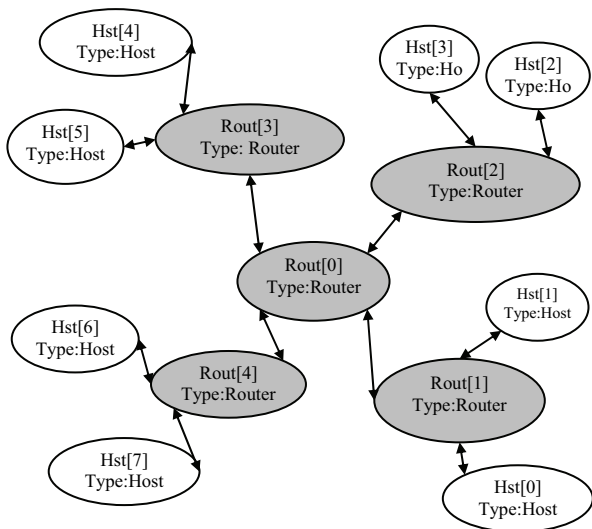 Hst[4]
Type:Host
Hst[3]
Type:Ho
Hst[2]
Type:Ho
Hst[5]
Type:Host
Rout[3]
Type: Router
Rout[2]
Type:Router
Rout[0]
Type:Router
Hst[1]
Type:Host
Hst[6]
Type:Host
Rout[4]
Type:Router
Rout[1]
Type:Router
Hst[7]
Type:Host
Hst[0]
Type:Host